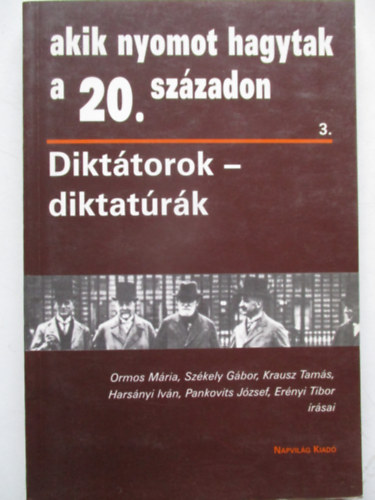 akik nyomot hagytak
a 20. században
3.
Diktátorok –
diktatúrák
Ormos Mária, Székely Gábor, Krausz Tamás,
Harsányi Iván, Pankovits József, Erényi Tibor
írásai
NAPVILÁG KIADÓ